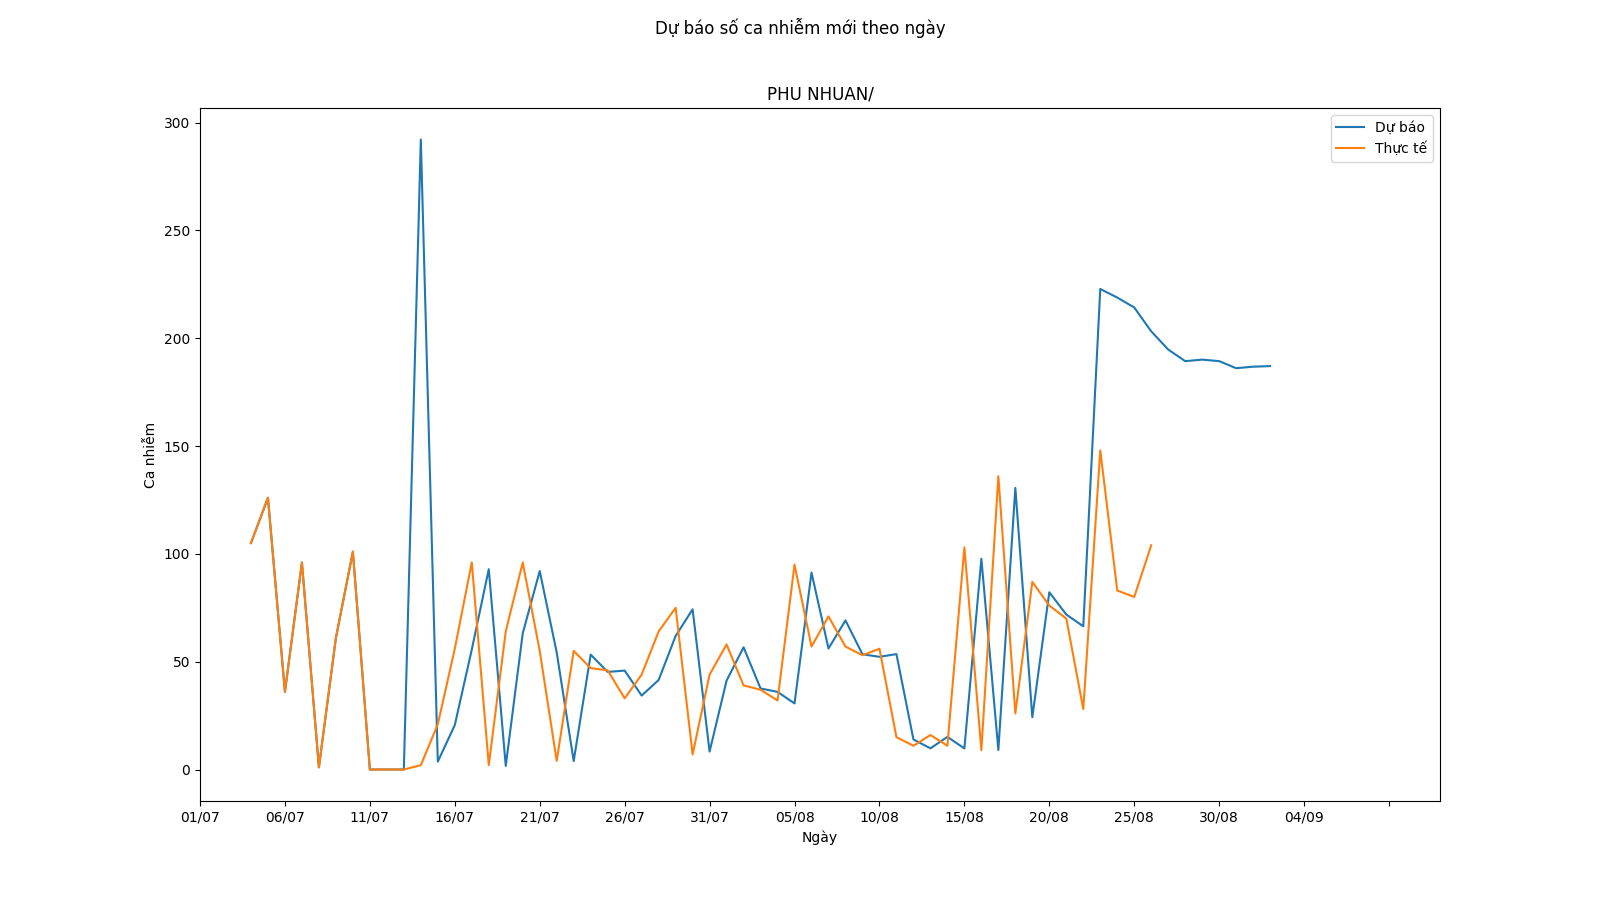 Dự báo số ca nhiễm mới theo ngày
PHU NHUAN/
Dự báo
Thực tế
300
250
200
150
100
50
0
Ca nhiễm
01/07 06/07 11/07 16/07 21/07 26/07 31/07 05/08 10/08 15/08 20/08 25/08 30/08 04/09
Ngày